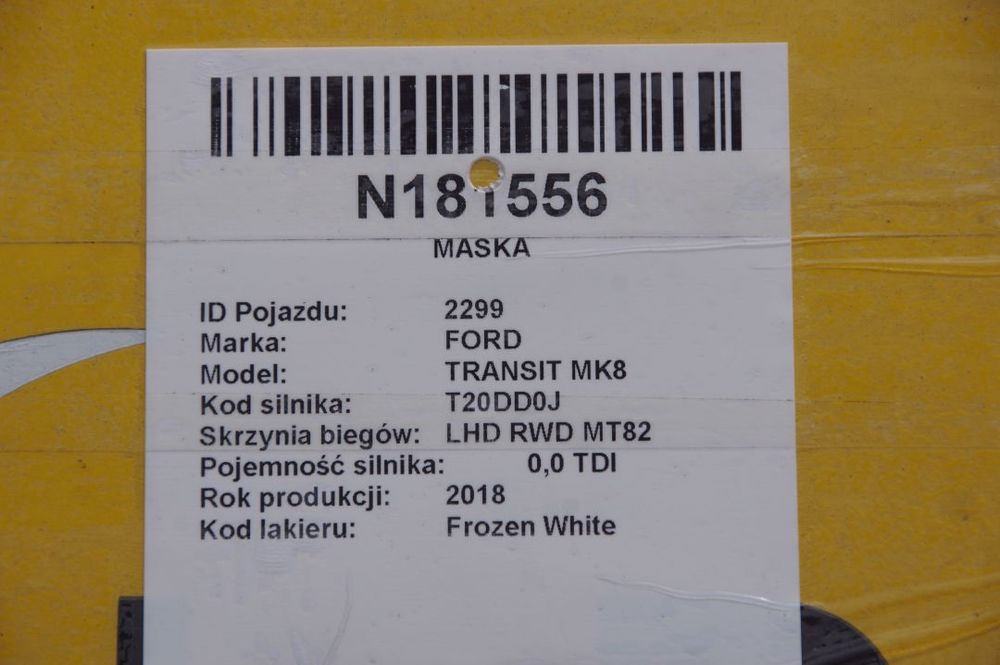 N181556
MASKA
ID Pojazdu: 2299
Marka: FORD
Model: TRANSIT MK8
Kod silnika: T20DD0J
Skrzynia biegów: LHD RWD MT82
Pojemność silnika: 0,0 TDI
Rok produkcji: 2018
Kod lakieru: Frozen White